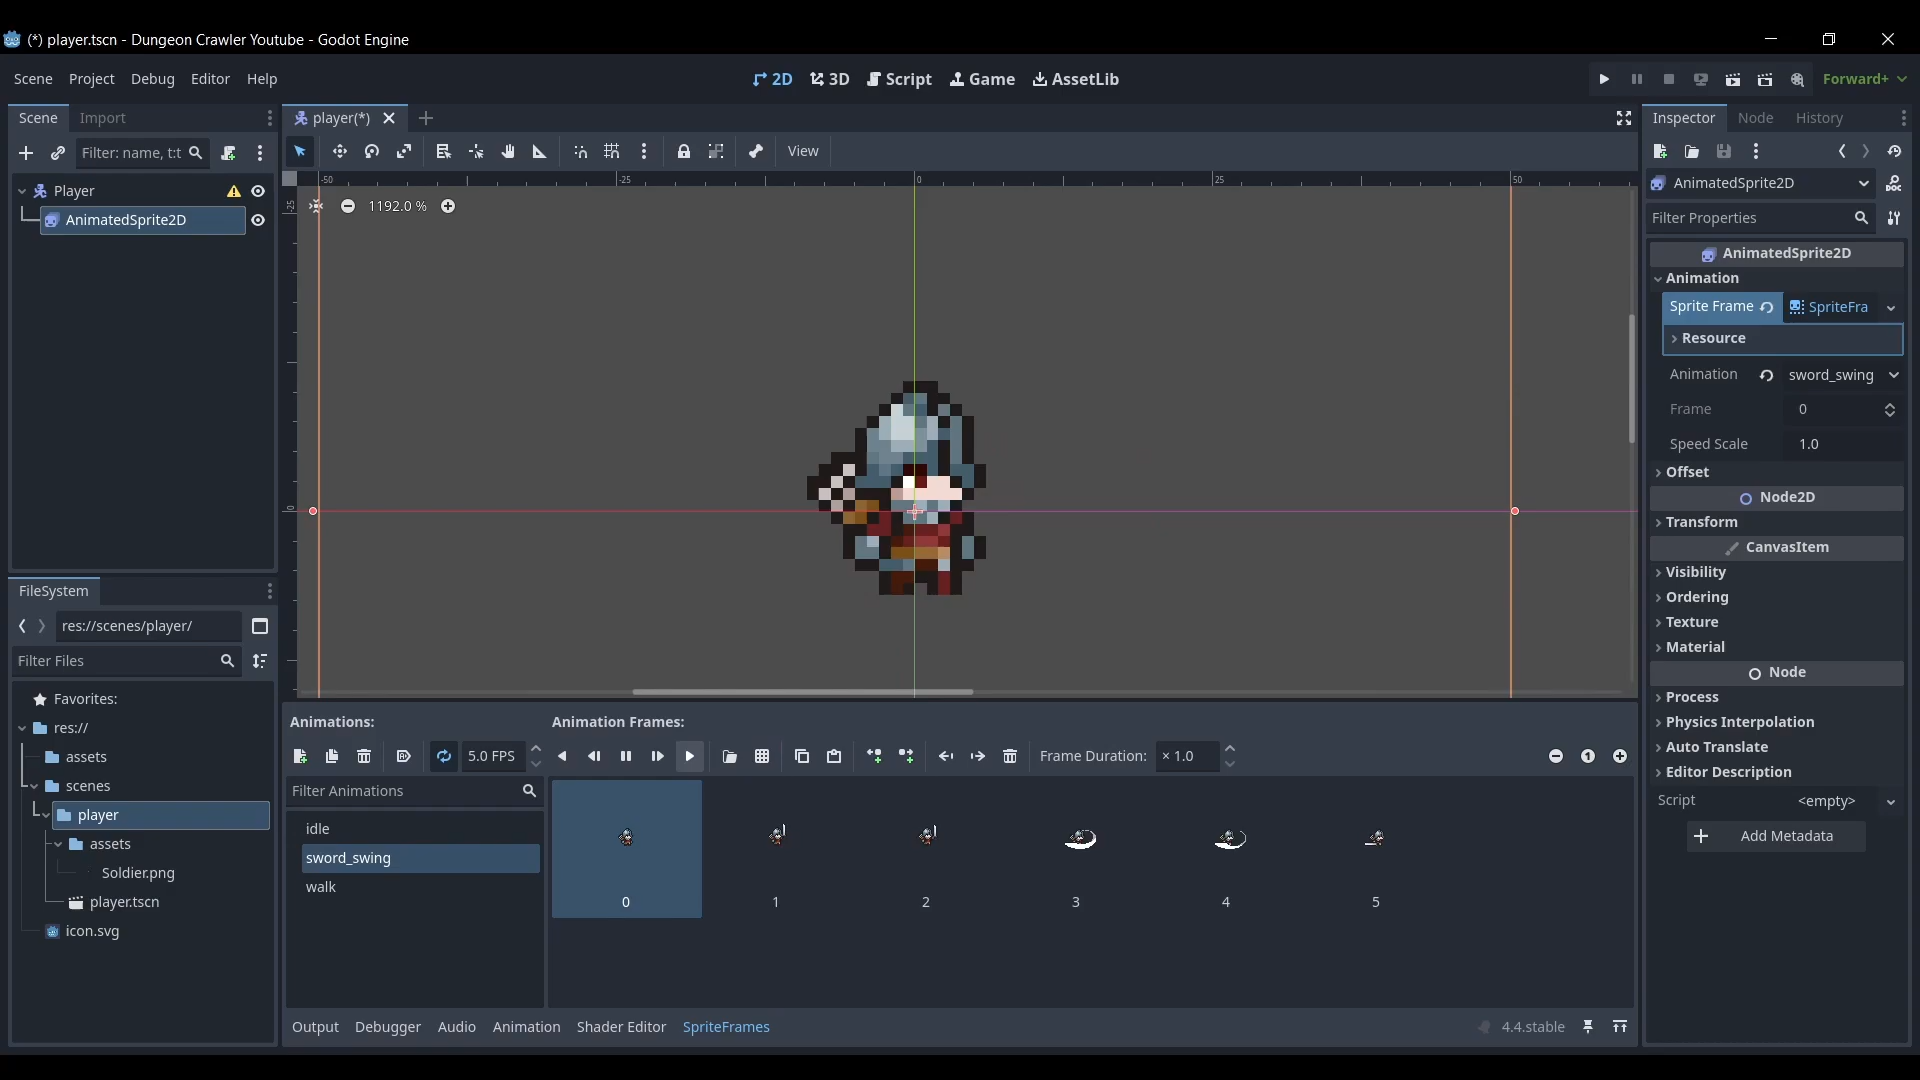 (*) player.tscn - Dungeon Crawler Youtube - Godot Engine
Scene Project Debug Editor Help
2D 3D Script Game AssetLib
Forward+
Scene Import
Filter: name, t:t
Player
AnimatedSprite2D
FileSystem
res://scenes/player/
Filter Files
Favorites:
res://
assets
scenes
player
assets
Soldier.png
player.tscn
icon.svg
player(*)
View
-50 -25 0 25 50
-25
0
1192.0 %
Animations:
5.0 FPS
Filter Animations
idle
sword_swing
walk
Animation Frames:
Frame Duration: × 1.0
0 1 2 3 4 5
Output Debugger Audio Animation Shader Editor SpriteFrames
4.4.stable
Inspector Node History
AnimatedSprite2D
DOC
Filter Properties
AnimatedSprite2D
Animation
Sprite Frame SpriteFra
Resource
Animation sword_swing
Frame 0
Speed Scale 1.0
Offset
Node2D
Transform
CanvasItem
Visibility
Ordering
Texture
Material
Node
Process
Physics Interpolation
Auto Translate
Editor Description
Script <empty>
Add Metadata